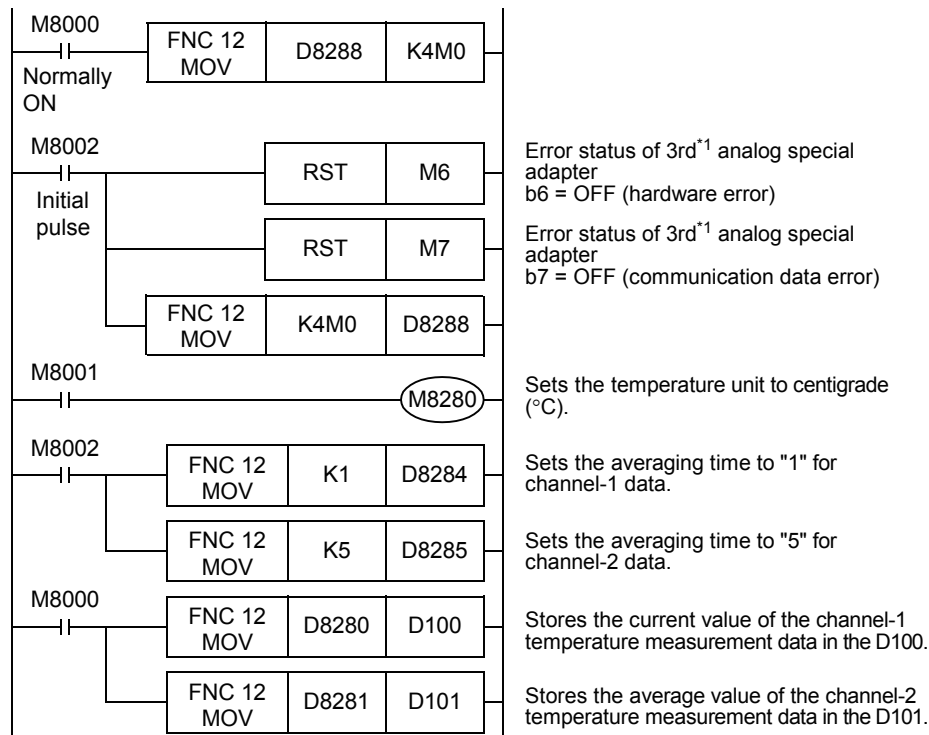 M8000
FNC 12
MOV
D8288
K4M0
Normally
ON
M8002
RST
M6
Error status of 3rd*1 analog special
adapter
b6 = OFF (hardware error)
Initial
pulse
RST
M7
Error status of 3rd*1 analog special
adapter
b7 = OFF (communication data error)
FNC 12
MOV
K4M0
D8288
M8001
M8280
Sets the temperature unit to centigrade
(°C).
M8002
FNC 12
MOV
K1
D8284
Sets the averaging time to "1" for
channel-1 data.
FNC 12
MOV
K5
D8285
Sets the averaging time to "5" for
channel-2 data.
M8000
FNC 12
MOV
D8280
D100
Stores the current value of the channel-1
temperature measurement data in the D100.
FNC 12
MOV
D8281
D101
Stores the average value of the channel-2
temperature measurement data in the D101.